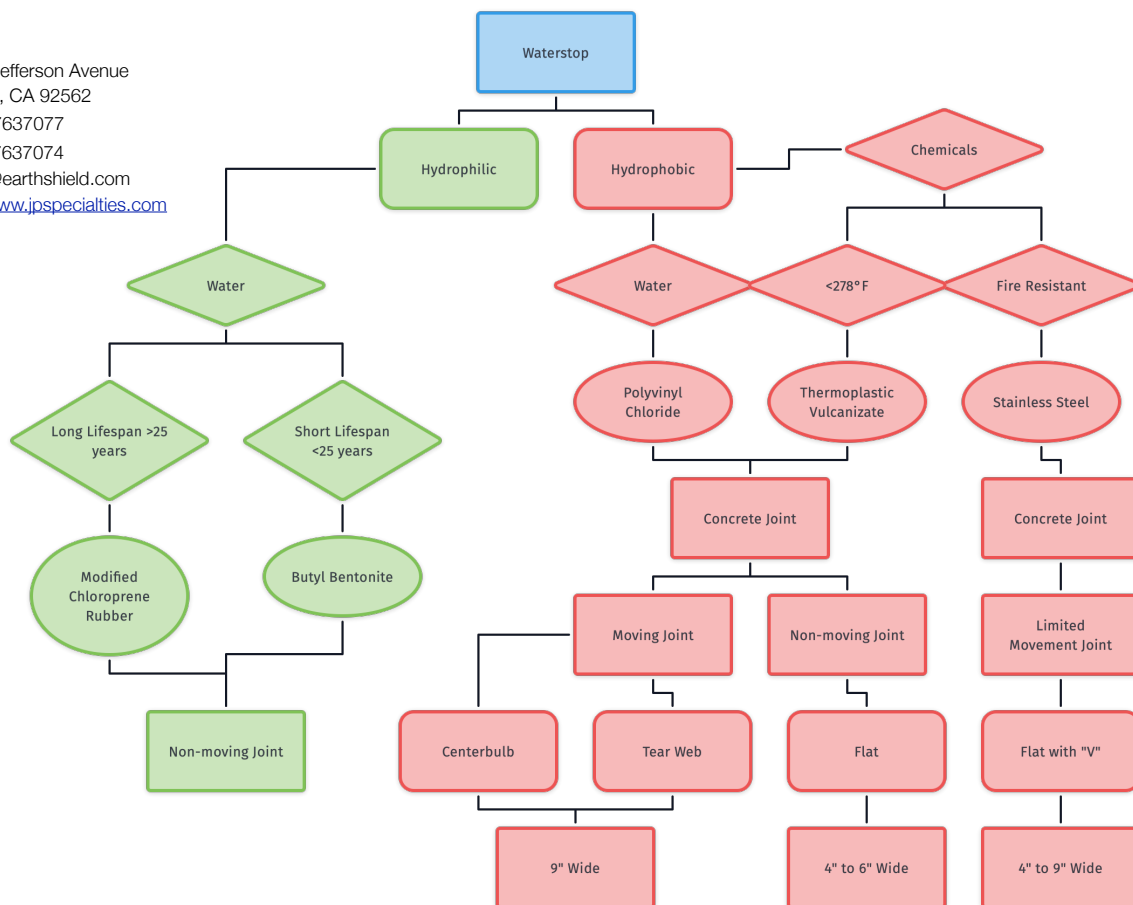 Waterstop
efferson Avenue
, CA 92562
7637077
637074
@earthshield.com
ww.jpspecialties.com
Hydrophilic
Hydrophobic
Chemicals
Water
Water
<278°F
Fire Resistant
Long Lifespan >25
years
Short Lifespan
<25 years
Polyvinyl
Chloride
Thermoplastic
Vulcanizate
Stainless Steel
Concrete Joint
Concrete Joint
Modified
Chloroprene
Rubber
Butyl Bentonite
Moving Joint
Non-moving Joint
Limited
Movement Joint
Non-moving Joint
Centerbulb
Tear Web
Flat
Flat with "V"
9" Wide
4" to 6" Wide
4" to 9" Wide